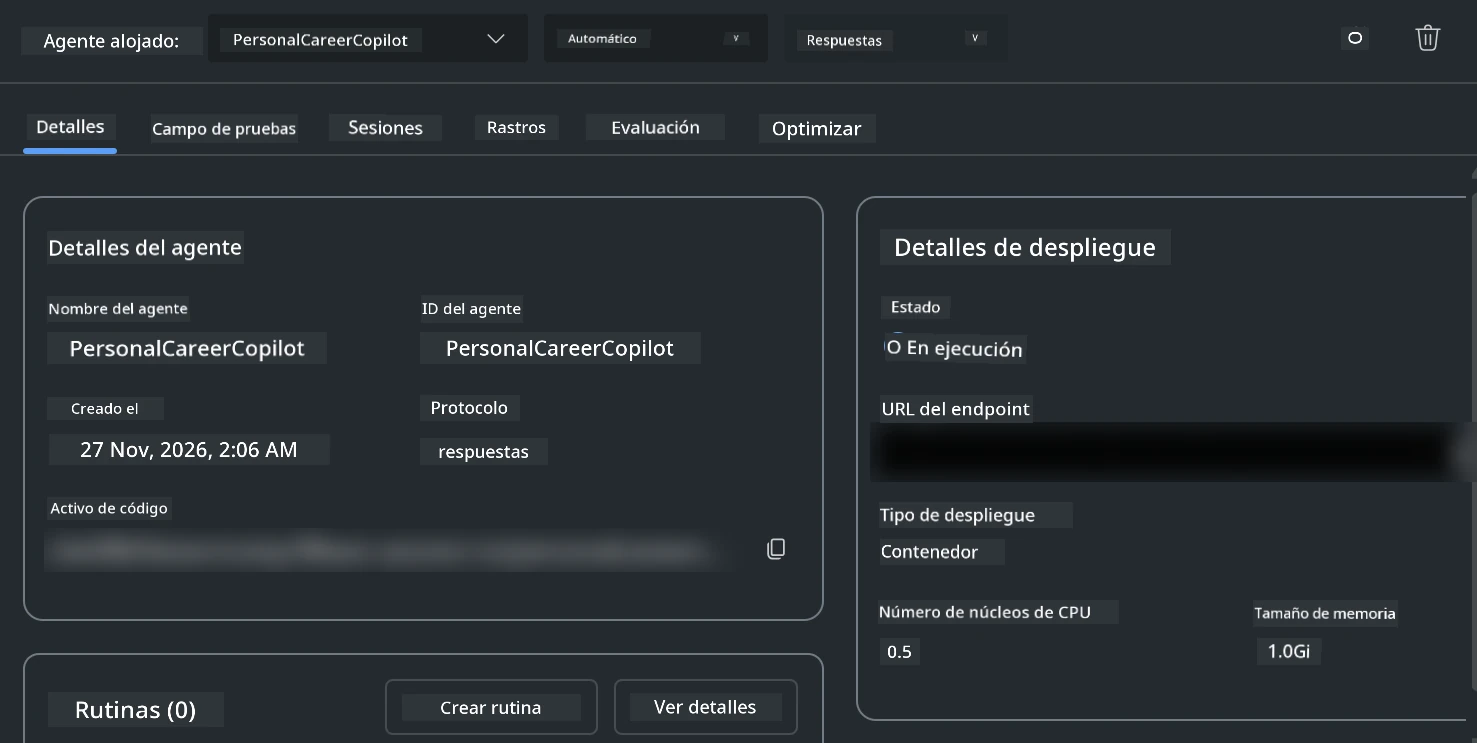 Agente alojado:
PersonalCareerCopilot
Automático
Respuestas
Detalles
Campo de pruebas
Sesiones
Rastros
Evaluación
Optimizar
Detalles del agente
Nombre del agente
PersonalCareerCopilot
ID del agente
PersonalCareerCopilot
Creado el
27 Nov, 2026, 2:06 AM
Protocolo
respuestas
Activo de código
Rutinas (0)
Crear rutina
Ver detalles
Detalles de despliegue
Estado
O En ejecución
URL del endpoint
Tipo de despliegue
Contenedor
Número de núcleos de CPU
0.5
Tamaño de memoria
1.0Gi